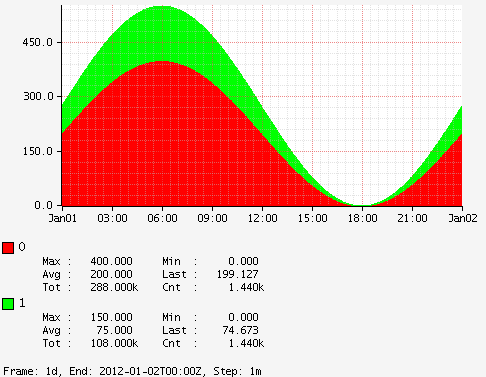 450.0
300.0
150.0
0.0
Jan01 03:00 06:00 09:00 12:00 15:00 18:00 21:00 Jan02
0
Max : 400.000 Min : 0.000
Avg : 200.000 Last : 199.127
Tot : 288.000k Cnt : 1.440k
1
Max : 150.000 Min : 0.000
Avg : 75.000 Last : 74.673
Tot : 108.000k Cnt : 1.440k
Frame: 1d, End: 2012-01-02T00:00Z, Step: 1m